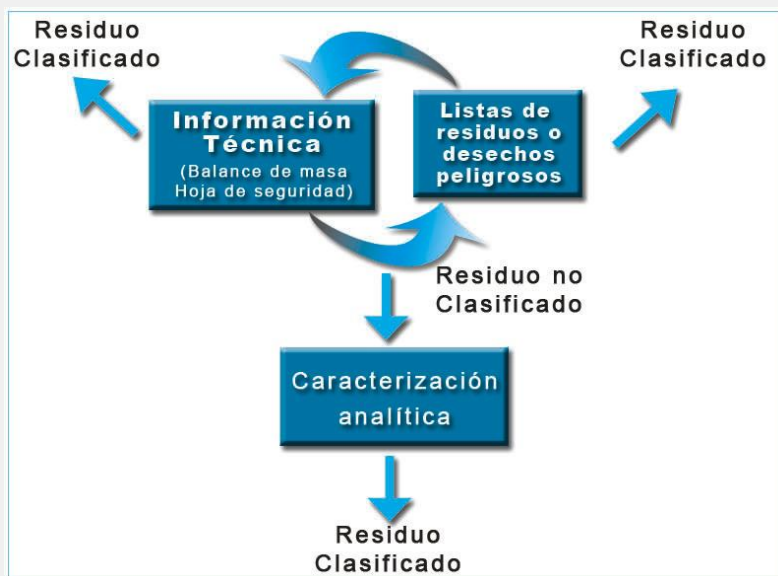 Residuo
Clasificado
Residuo
Clasificado
Información
Técnica
(Balance de masa
Hoja de seguridad)
Listas de
residuos o
desechos
peligrosos
Residuo no
Clasificado
Caracterización
analítica
Residuo
Clasificado